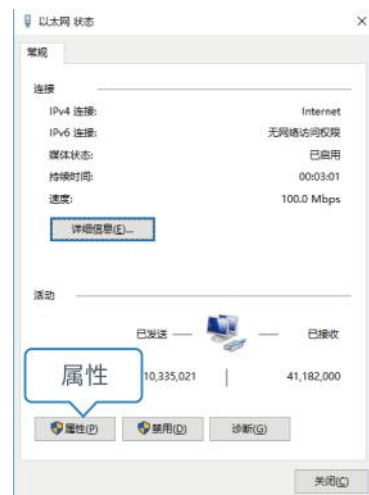 以太网 状态
常规
连接
IPv4 连接: Internet
IPv6 连接: 无网络访问权限
媒体状态: 已启用
持续时间: 00:03:01
速度: 100.0 Mbps
详细信息(E)...
活动
已发送 — — 已接收
属性
10,335,021 | 41,182,000
属性(P) 禁用(D) 诊断(G)
关闭(C)